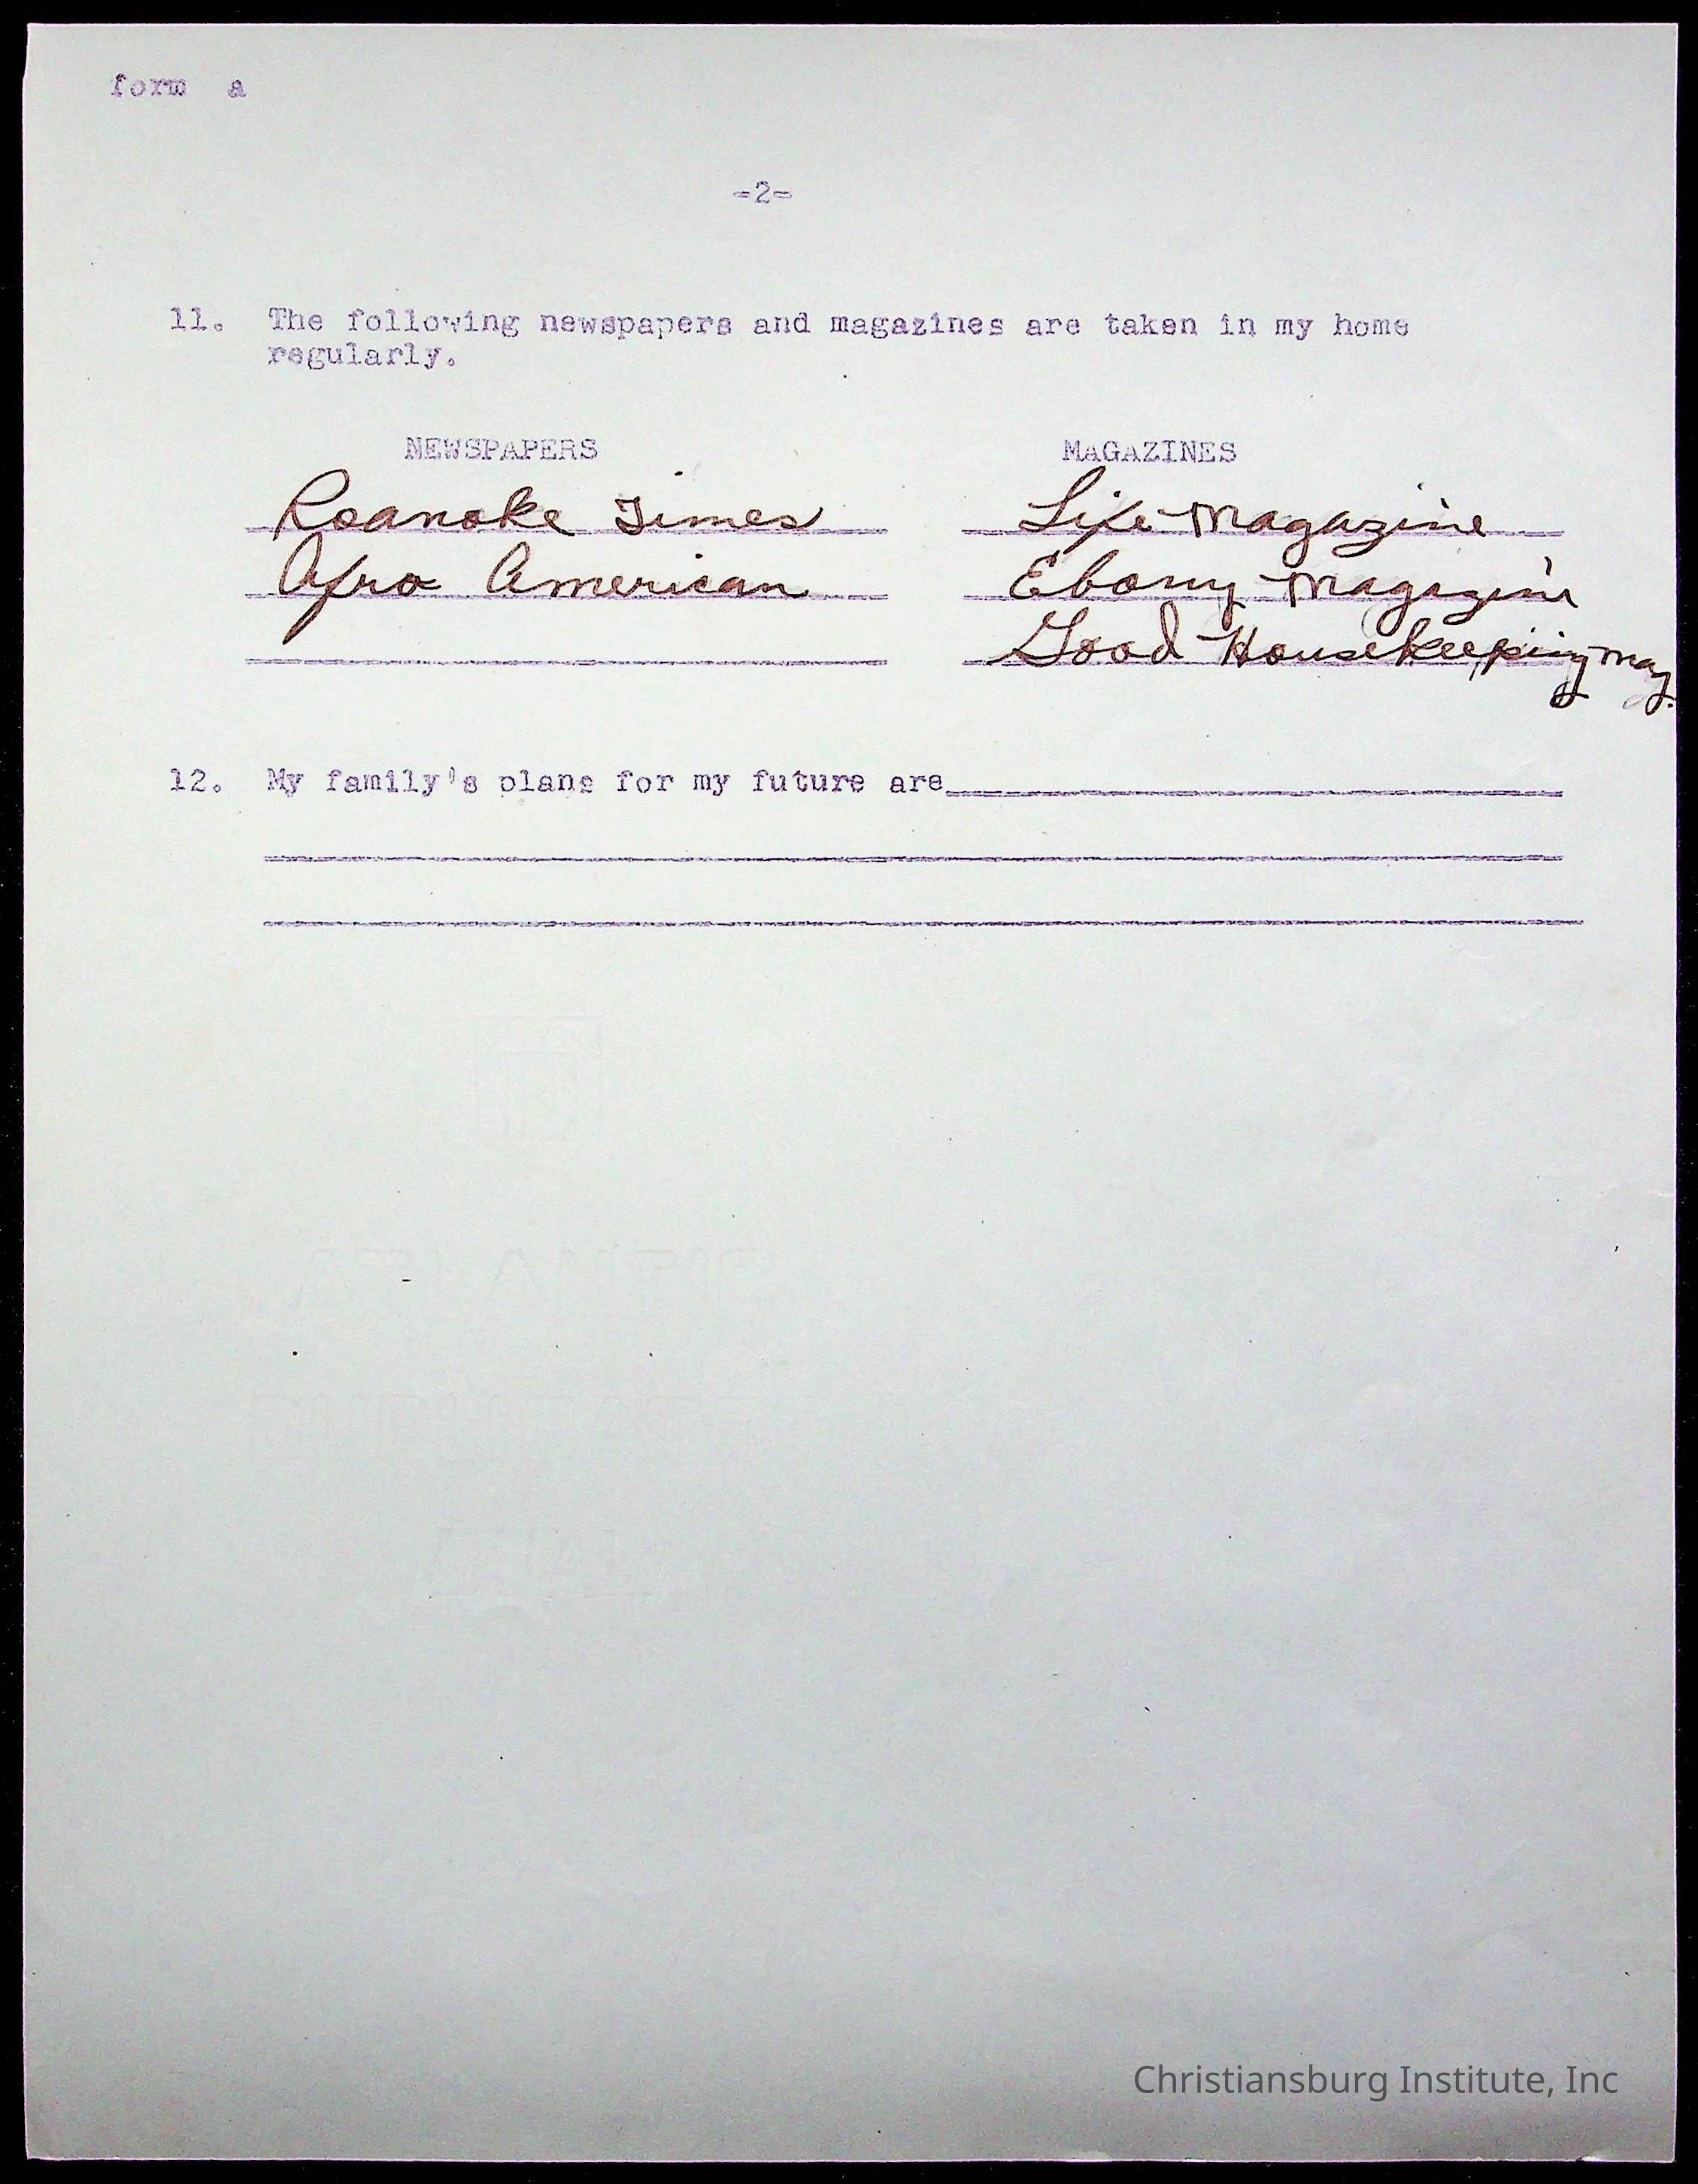 form a
-2-
11. The following newspapers and magazines are taken in my home
regularly.
NEWSPAPERS MAGAZINES
Roanoke Times Life Magazine
Afro American Ebony Magazine
Good Housekeeping Mag.
12. My family's plans for my future are
Christiansburg Institute, Inc